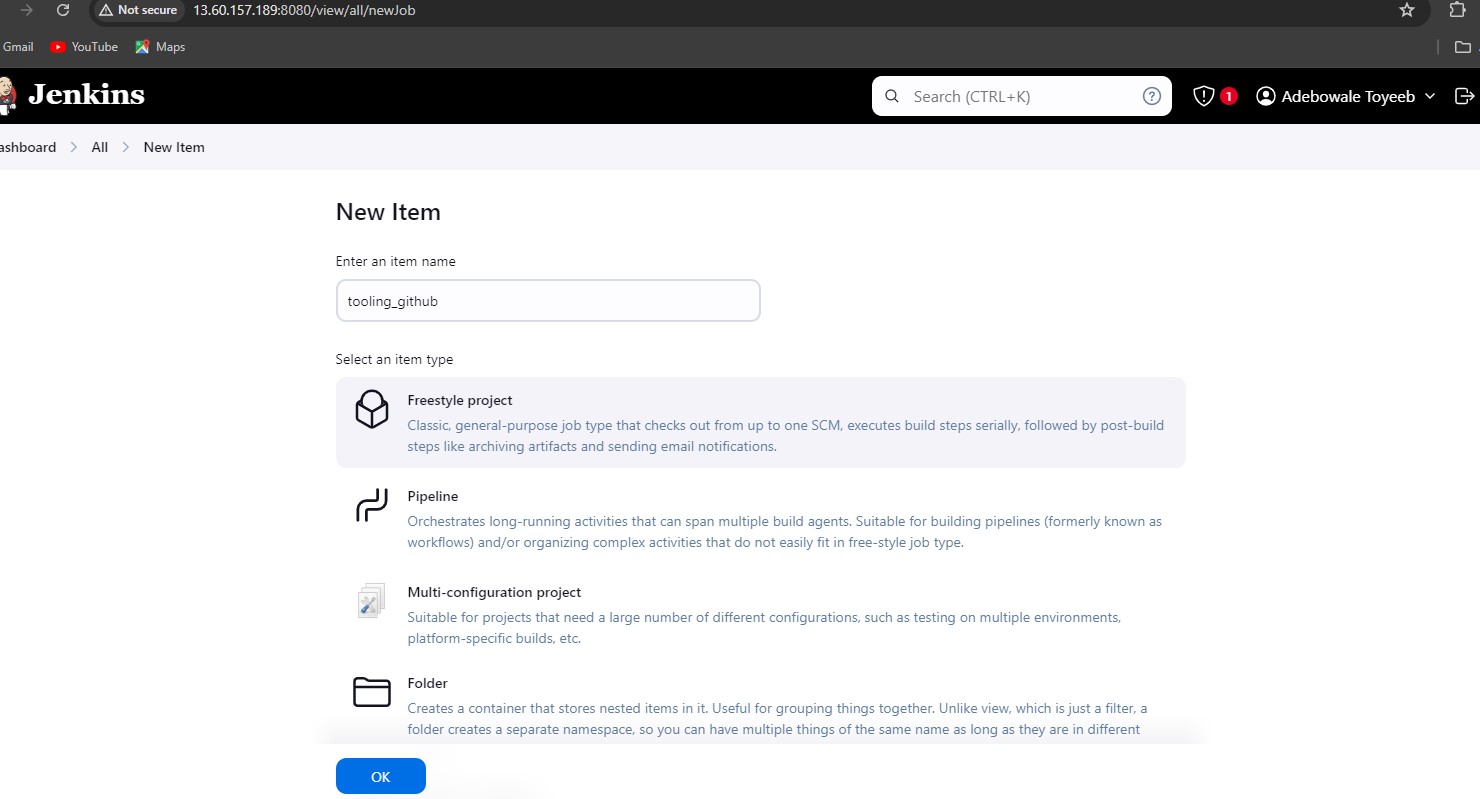 Not secure 13.60.157.189:8080/view/all/newJob
Gmail YouTube Maps
Jenkins Search (CTRL+K) ? 1 Adebowale Toyeeb
ashboard All New Item
New Item
Enter an item name
tooling_github
Select an item type
Freestyle project
Classic, general-purpose job type that checks out from up to one SCM, executes build steps serially, followed by post-build
steps like archiving artifacts and sending email notifications.
Pipeline
Orchestrates long-running activities that can span multiple build agents. Suitable for building pipelines (formerly known as
workflows) and/or organizing complex activities that do not easily fit in free-style job type.
Multi-configuration project
Suitable for projects that need a large number of different configurations, such as testing on multiple environments,
platform-specific builds, etc.
Folder
Creates a container that stores nested items in it. Useful for grouping things together. Unlike view, which is just a filter, a
folder creates a separate namespace, so you can have multiple things of the same name as long as they are in different
OK